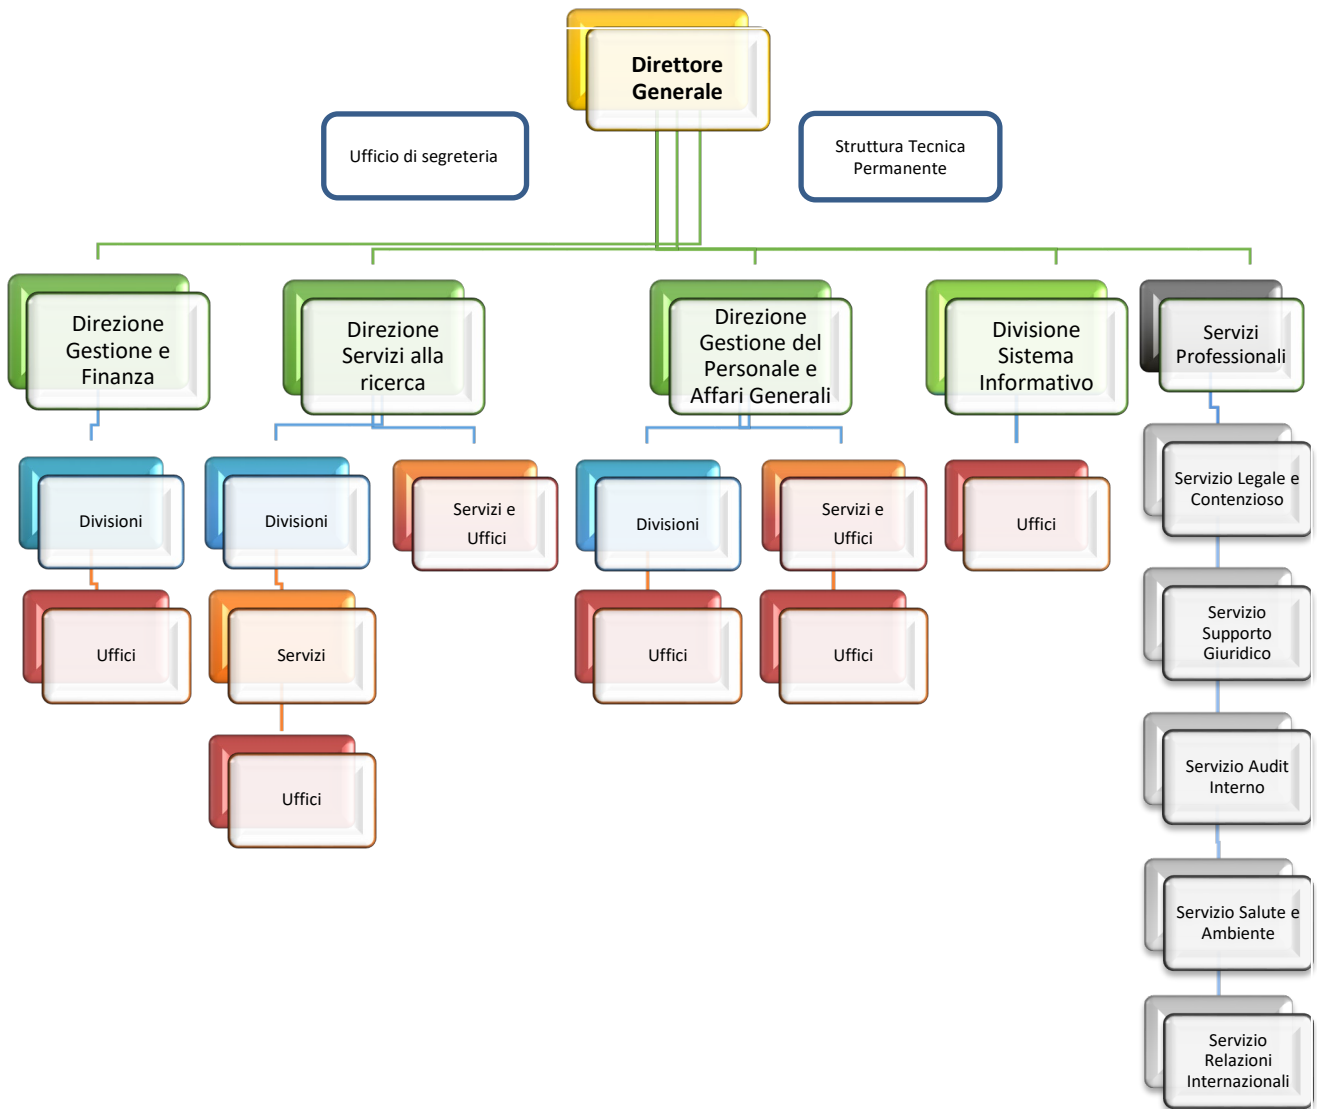 Direttore
Generale
Ufficio di segreteria
Struttura Tecnica
Permanente
Direzione
Gestione e
Finanza
Direzione
Servizi alla
ricerca
Direzione
Gestione del
Personale e
Affari Generali
Divisione
Sistema
Informativo
Servizi
Professionali
Divisioni
Divisioni
Servizi e
Uffici
Divisioni
Servizi e
Uffici
Uffici
Servizio Legale e
Contenzioso
Uffici
Servizi
Uffici
Uffici
Servizio
Supporto
Giuridico
Uffici
Servizio Audit
Interno
Servizio Salute e
Ambiente
Servizio
Relazioni
Internazionali